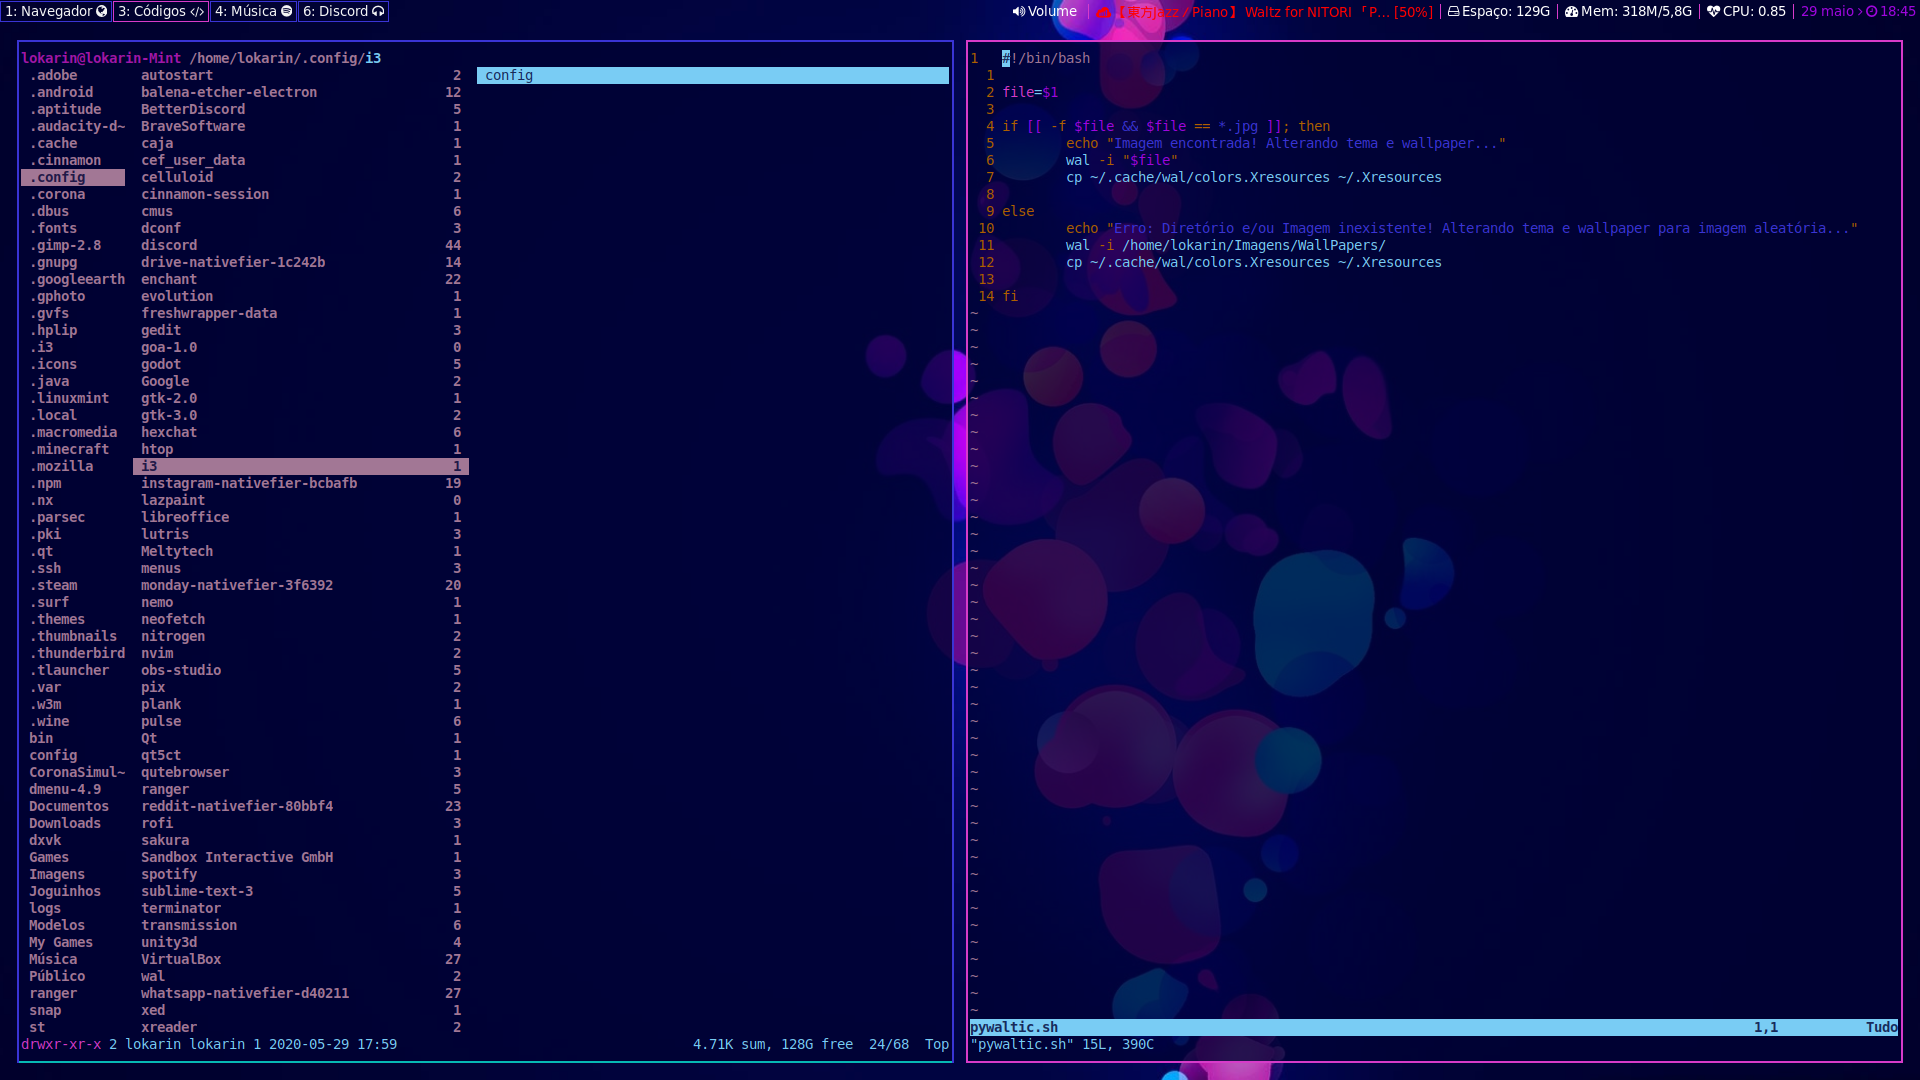 1: Navegador 3: Códigos </> 4: Música 6: Discord Volume 【東方Jazz / Piano】 Waltz for NITORI 「P... [50%] Espaço: 129G Mem: 318M/5,8G CPU: 0.85 29 maio > 18:45
lokarin@lokarin-Mint /home/lokarin/.config/i3
.adobe autostart 2 config
.android balena-etcher-electron 12
.aptitude BetterDiscord 5
.audacity-d~ BraveSoftware 1
.cache caja 1
.cinnamon cef_user_data 1
.config celluloid 2
.corona cinnamon-session 1
.dbus cmus 6
.fonts dconf 3
.gimp-2.8 discord 44
.gnupg drive-nativefier-1c242b 14
.googleearth enchant 22
.gphoto evolution 1
.gvfs freshwrapper-data 1
.hplip gedit 3
.i3 goa-1.0 0
.icons godot 5
.java Google 2
.linuxmint gtk-2.0 1
.local gtk-3.0 2
.macromedia hexchat 6
.minecraft htop 1
.mozilla i3 1
.npm instagram-nativefier-bcbafb 19
.nx lazpaint 0
.parsec libreoffice 1
.pki lutris 3
.qt Meltytech 1
.ssh menus 3
.steam monday-nativefier-3f6392 20
.surf nemo 1
.themes neofetch 1
.thumbnails nitrogen 2
.thunderbird nvim 2
.tlauncher obs-studio 5
.var pix 2
.w3m plank 1
.wine pulse 6
bin Qt 1
config qt5ct 1
CoronaSimul~ qutebrowser 3
dmenu-4.9 ranger 5
Documentos reddit-nativefier-80bbf4 23
Downloads rofi 3
dxvk sakura 1
Games Sandbox Interactive GmbH 1
Imagens spotify 3
Joguinhos sublime-text-3 5
logs terminator 1
Modelos transmission 6
My Games unity3d 4
Música VirtualBox 27
Público wal 2
ranger whatsapp-nativefier-d40211 27
snap xed 1
st xreader 2
drwxr-xr-x 2 lokarin lokarin 1 2020-05-29 17:59 4.71K sum, 128G free 24/68 Top
1 #!/bin/bash
1
2 file=$1
3
4 if [[ -f $file && $file == *.jpg ]]; then
5 echo "Imagem encontrada! Alterando tema e wallpaper..."
6 wal -i "$file"
7 cp ~/.cache/wal/colors.Xresources ~/.Xresources
8
9 else
10 echo "Erro: Diretório e/ou Imagem inexistente! Alterando tema e wallpaper para imagem aleatória..."
11 wal -i /home/lokarin/Imagens/WallPapers/
12 cp ~/.cache/wal/colors.Xresources ~/.Xresources
13
14 fi
pywaltic.sh 1,1 Tudo
"pywaltic.sh" 15L, 390C